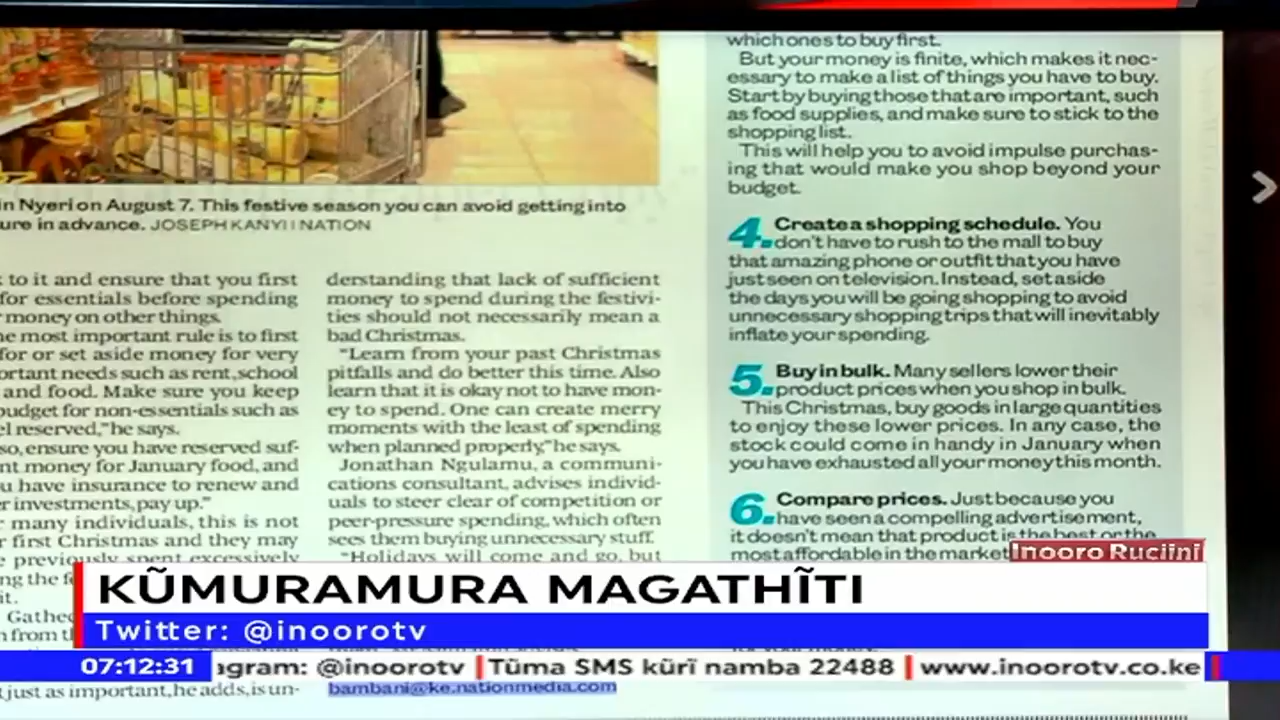 in Nyeri on August 7. This festive season you can avoid getting into
ure in advance. JOSEPH KANYI I NATION
to it and ensure that you first
for essentials before spending
money on other things.
most important rule is to first
for or set aside money for very
ortant needs such as rent, school
and food. Make sure you keep
budget for non-essentials such as
el reserved," he says.
so, ensure you have reserved suf-
nt money for January food, and
u have insurance to renew and
r investments, pay up."
many individuals, this is not
first Christmas and they may
previously spent excessively
ng the
it.
Gathe
n from
just as important, he adds, is un-
derstanding that lack of sufficient
money to spend during the festivi-
ties should not necessarily mean a
bad Christmas.
"Learn from your past Christmas
pitfalls and do better this time. Also
learn that it is okay not to have mon-
ey to spend. One can create merry
moments with the least of spending
when planned properly," he says.
Jonathan Ngulamu, a communi-
cations consultant, advises individ-
uals to steer clear of competition or
peer-pressure spending, which often
sees them buying unnecessary stuff.
"Holidays will come and go, but
bambani@ke.nationmedia.com
which ones to buy first.
But your money is finite, which makes it nec-
essary to make a list of things you have to buy.
Start by buying those that are important, such
as food supplies, and make sure to stick to the
shopping list.
This will help you to avoid impulse purchas-
ing that would make you shop beyond your
budget.
4. Create a shopping schedule. You
don't have to rush to the mall to buy
that amazing phone or outfit that you have
just seen on television. Instead, set aside
the days you will be going shopping to avoid
unnecessary shopping trips that will inevitably
inflate your spending.
5. Buy in bulk. Many sellers lower their
product prices when you shop in bulk.
This Christmas, buy goods in large quantities
to enjoy these lower prices. In any case, the
stock could come in handy in January when
you have exhausted all your money this month.
6. Compare prices. Just because you
have seen a compelling advertisement,
it doesn't mean that product is the best or the
most affordable in the market
Inooro Ruciini
KŨMURAMURA MAGATHĨTI
Twitter: @inoorotv
07:12:31 agram: @inoorotv | Tũma SMS kũrĩ namba 22488 | www.inoorotv.co.ke